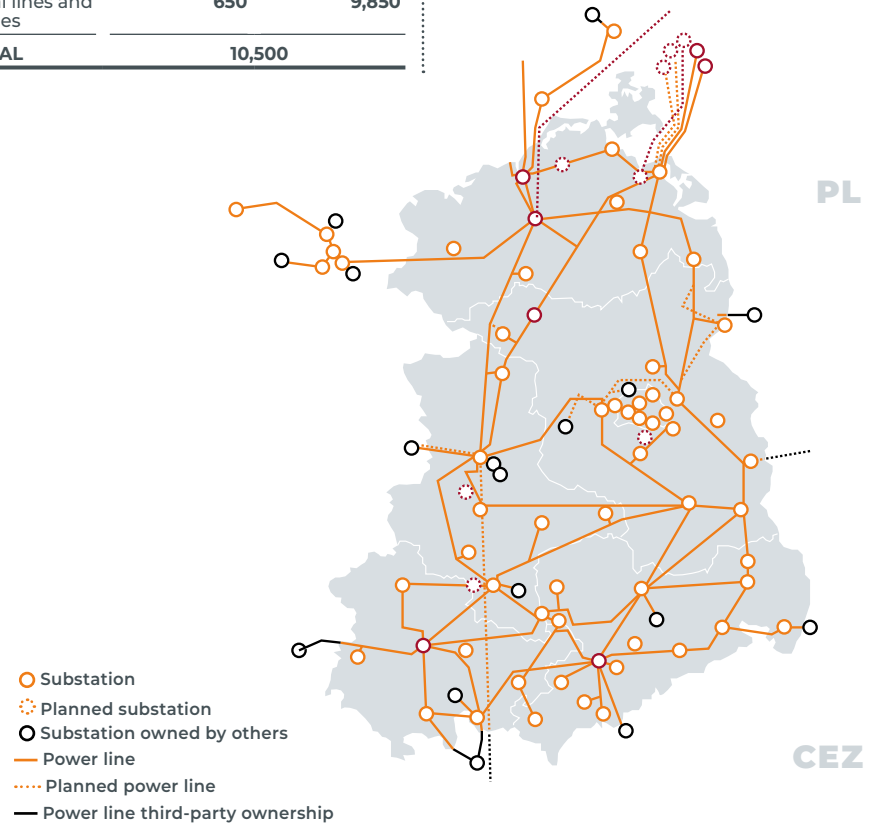 l lines and 650 9,850
es
AL 10,500
PL
Substation
Planned substation
Substation owned by others
Power line
Planned power line
Power line third-party ownership
CEZ